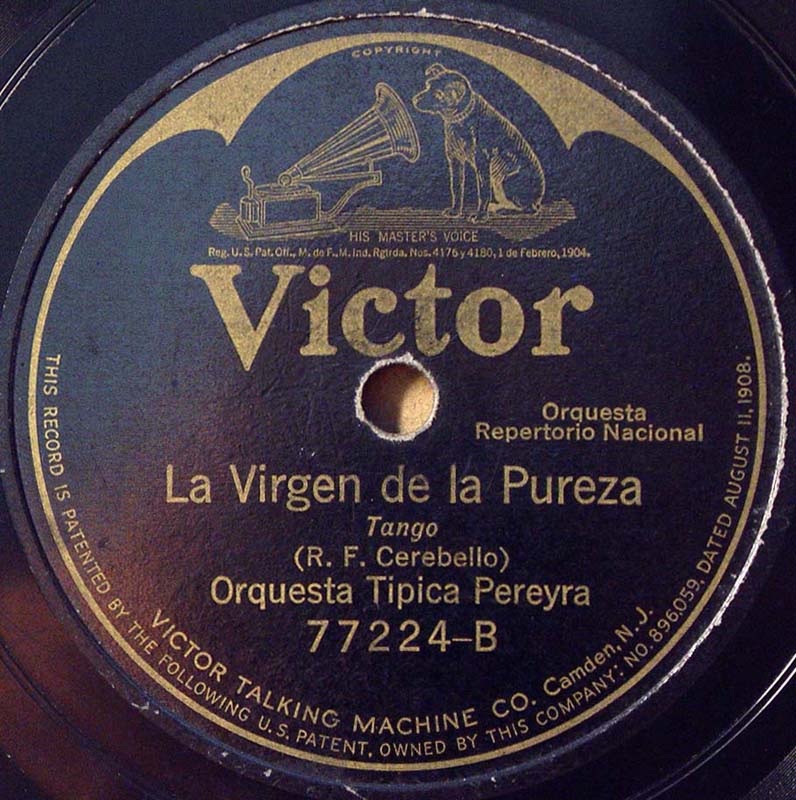 COPYRIGHT
HIS MASTER'S VOICE
Reg. U.S. Pat. Off., M. de F., M. Ind. Rgtrda. Nos. 4176 y 4180, 1 de Febrero, 1904.
Victor
Orquesta
Repertorio Nacional
La Virgen de la Pureza
Tango
(R. F. Cerebello)
Orquesta Tipica Pereyra
77224-B
VICTOR TALKING MACHINE CO. Camden, N.J.
THIS RECORD IS PATENTED BY THE FOLLOWING U.S. PATENT, OWNED BY THIS COMPANY: NO. 896,059, DATED AUGUST 11, 1908.